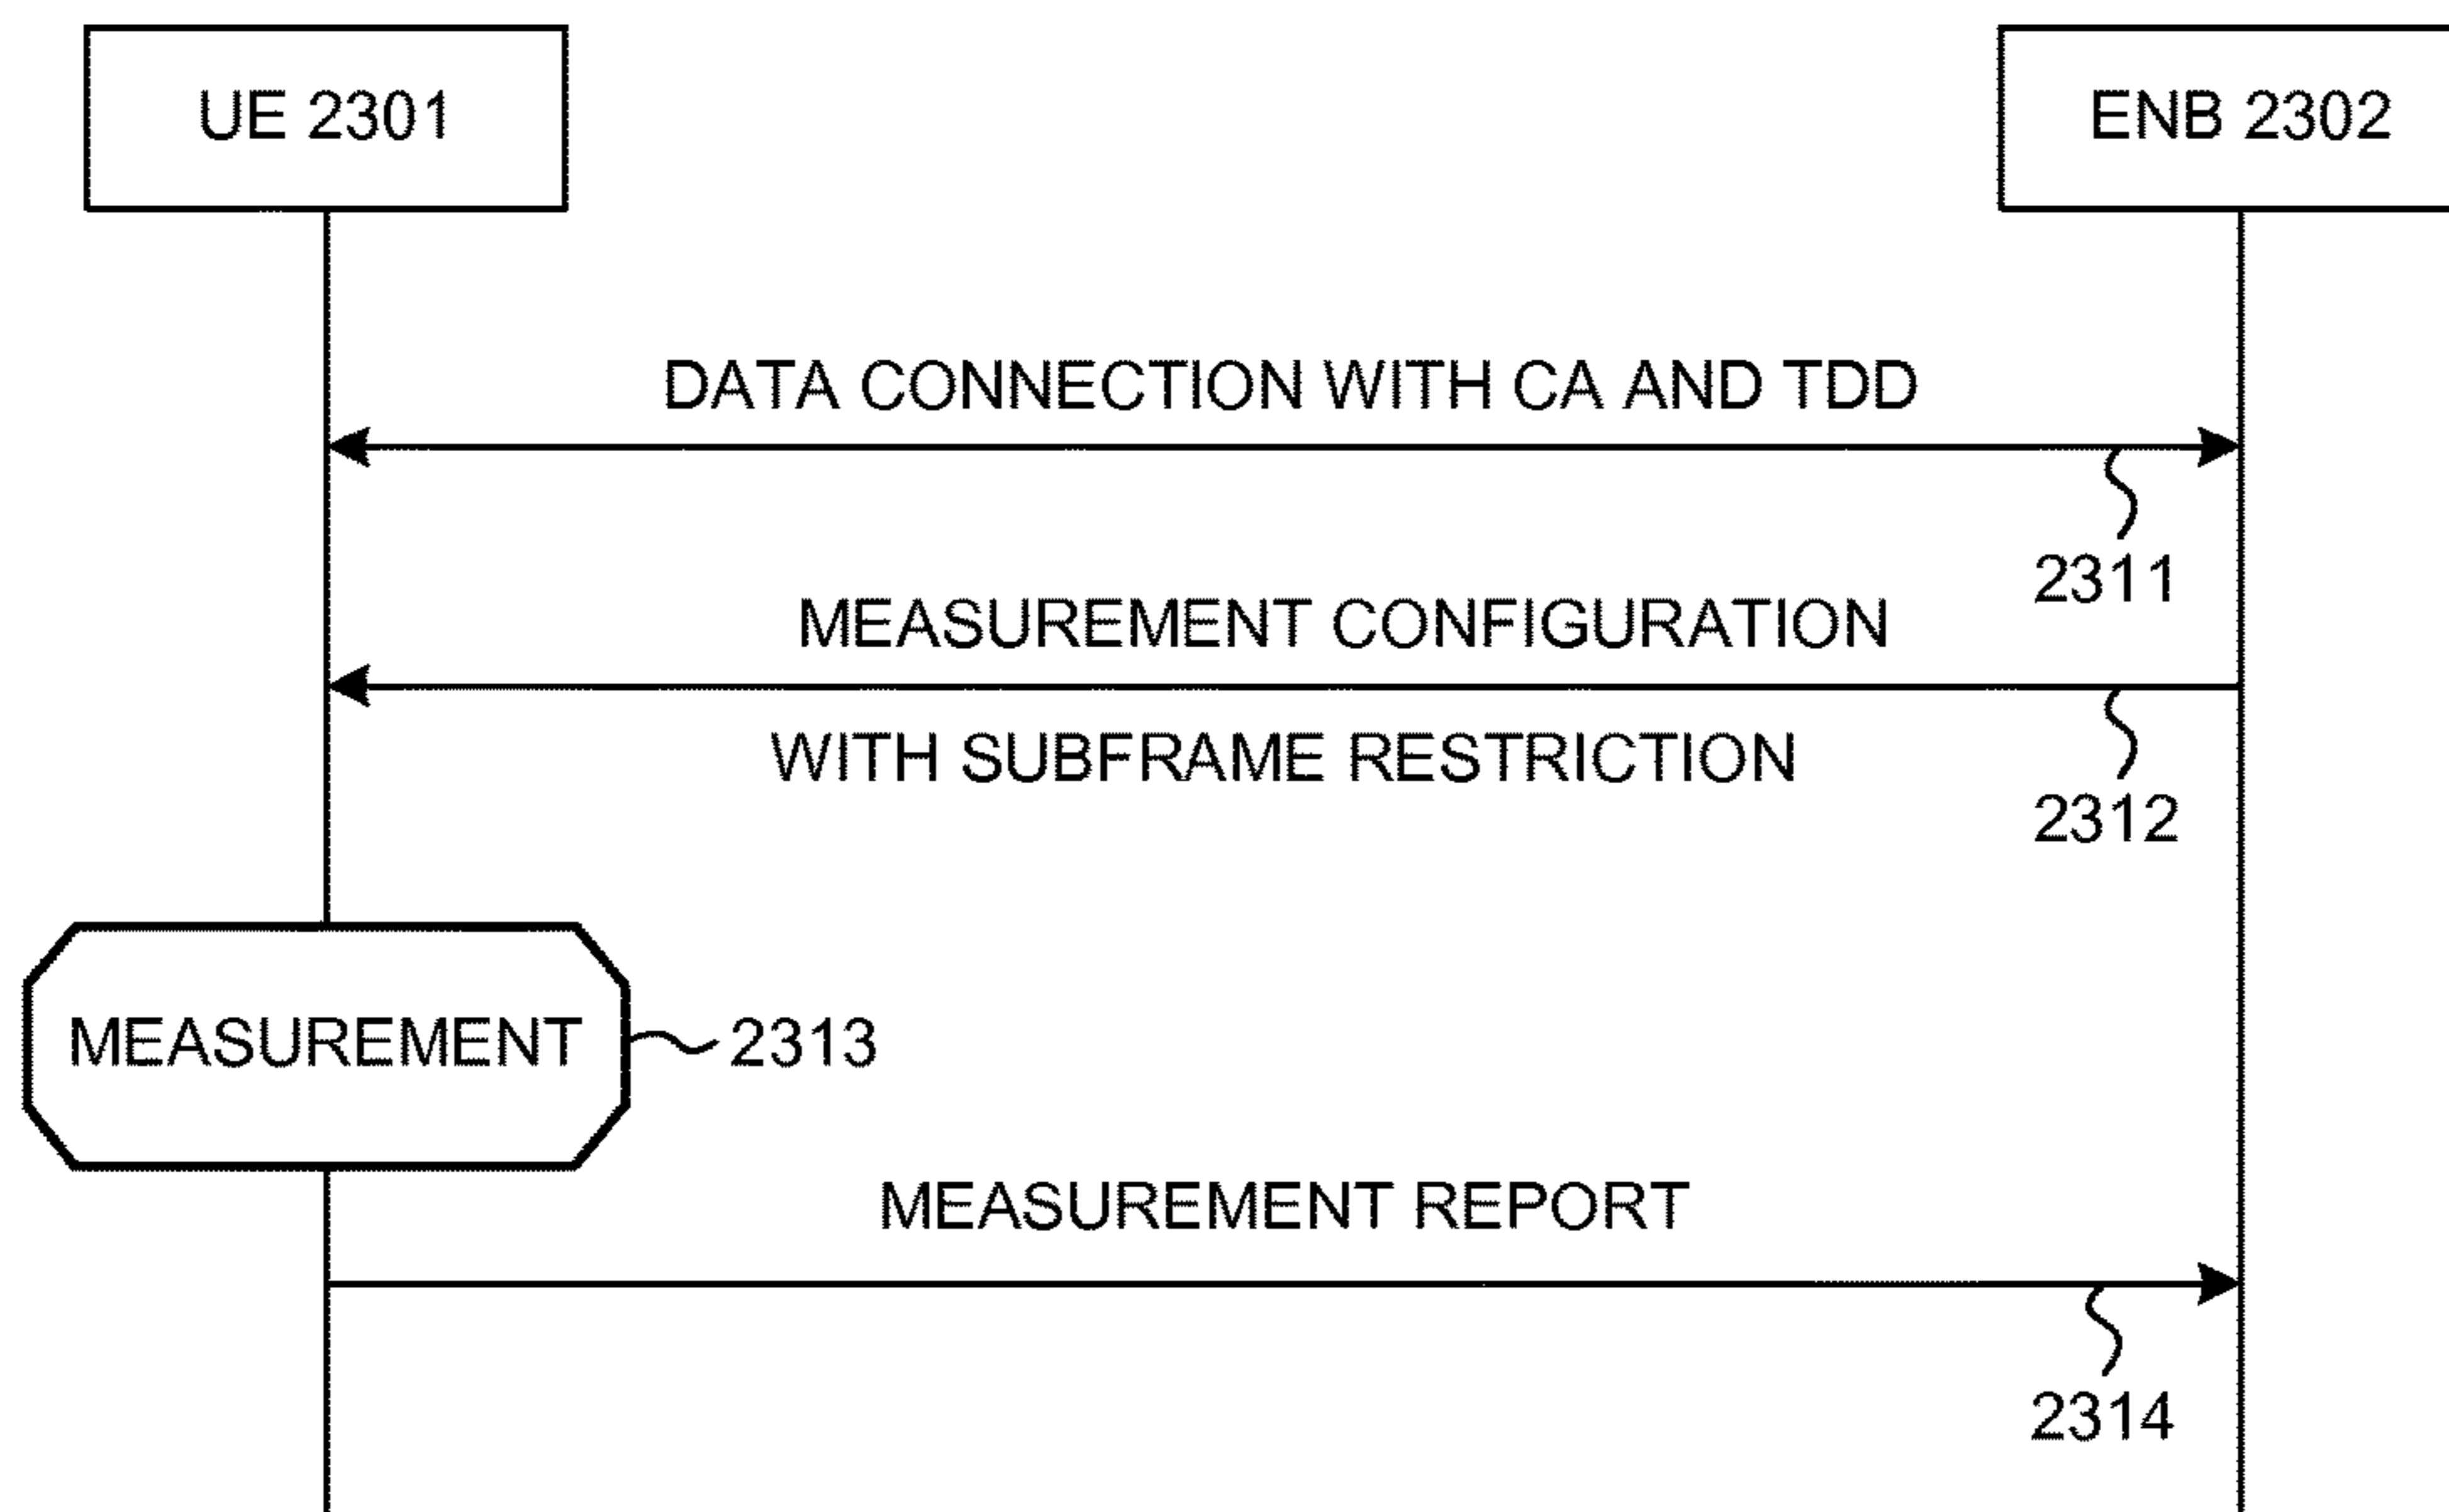 UE 2301
ENB 2302
DATA CONNECTION WITH CA AND TDD
2311
MEASUREMENT CONFIGURATION
WITH SUBFRAME RESTRICTION
2312
MEASUREMENT
2313
MEASUREMENT REPORT
2314